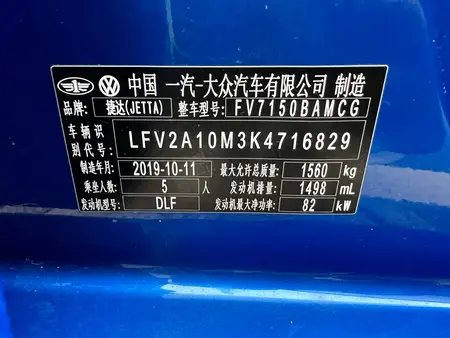 中国 一汽-大众汽车有限公司 制造
品牌: 捷达(JETTA) 整车型号: FV7150BAMCG
车辆识别代号: LFV2A10M3K4716829
制造年月 2019-10-11 最大允许总质量: 1560 kg
乘坐人数: 5 人 发动机排量: 1498 mL
发动机型号: DLF 发动机最大净功率: 82 kW